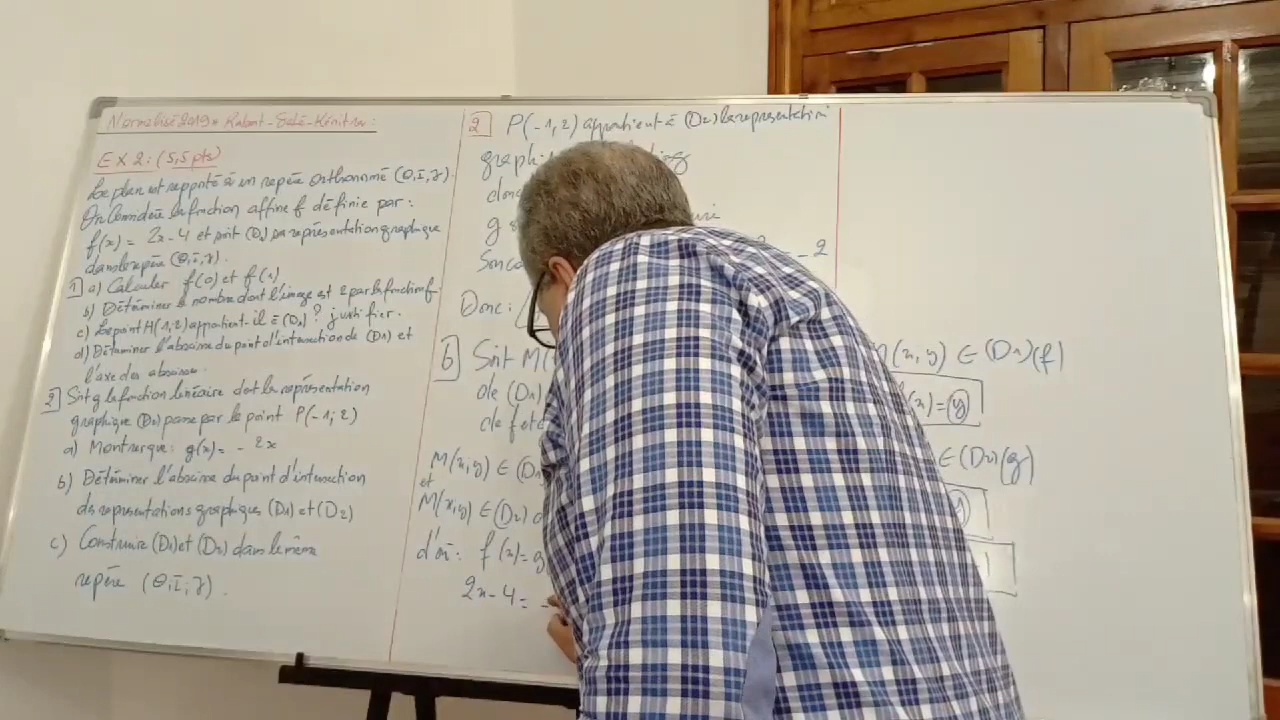 Normalisé 2019: Rabat-Salé-Kénitra:
EX 2: (5,5 pts)
Le plan est rapporté à un repère orthonormé (O,I,J).
On Considère la fonction affine f définie par:
f(x) = 2x-4 et soit (D1) sa représentation graphique
dans le repère (O,I,J).
1 a) Calculer f(0) et f(1)
b) Déterminer le nombre dont l'image est 2 par la fonction f.
c) Le point H(1,2) appartient-il à (D1)? justifier.
d) Déterminer l'abscisse du point d'intersection de (D1) et
l'axe des abscisses.
2 Soit g la fonction linéaire dont la représentation
graphique (D2) passe par le point P(-1;2)
a) Montrer que: g(x) = -2x
b) Déterminer l'abscisse du point d'intersection
des représentations graphiques (D1) et (D2)
c) Construire (D1) et (D2) dans le même
repère (O,I;J).
2 P(-1,2) appartient à (D2) la représentation
graph
donc
g
Son co -2
Donc:
b Soit M( (x,y) ∈ (D1)(f)
de (D1) (x)=(y)
de f et
M(x,y) ∈ (D ∈ (D2)(g)
et
M(x,y) ∈ (D2)
d'où: f(x)=g
2x-4= -